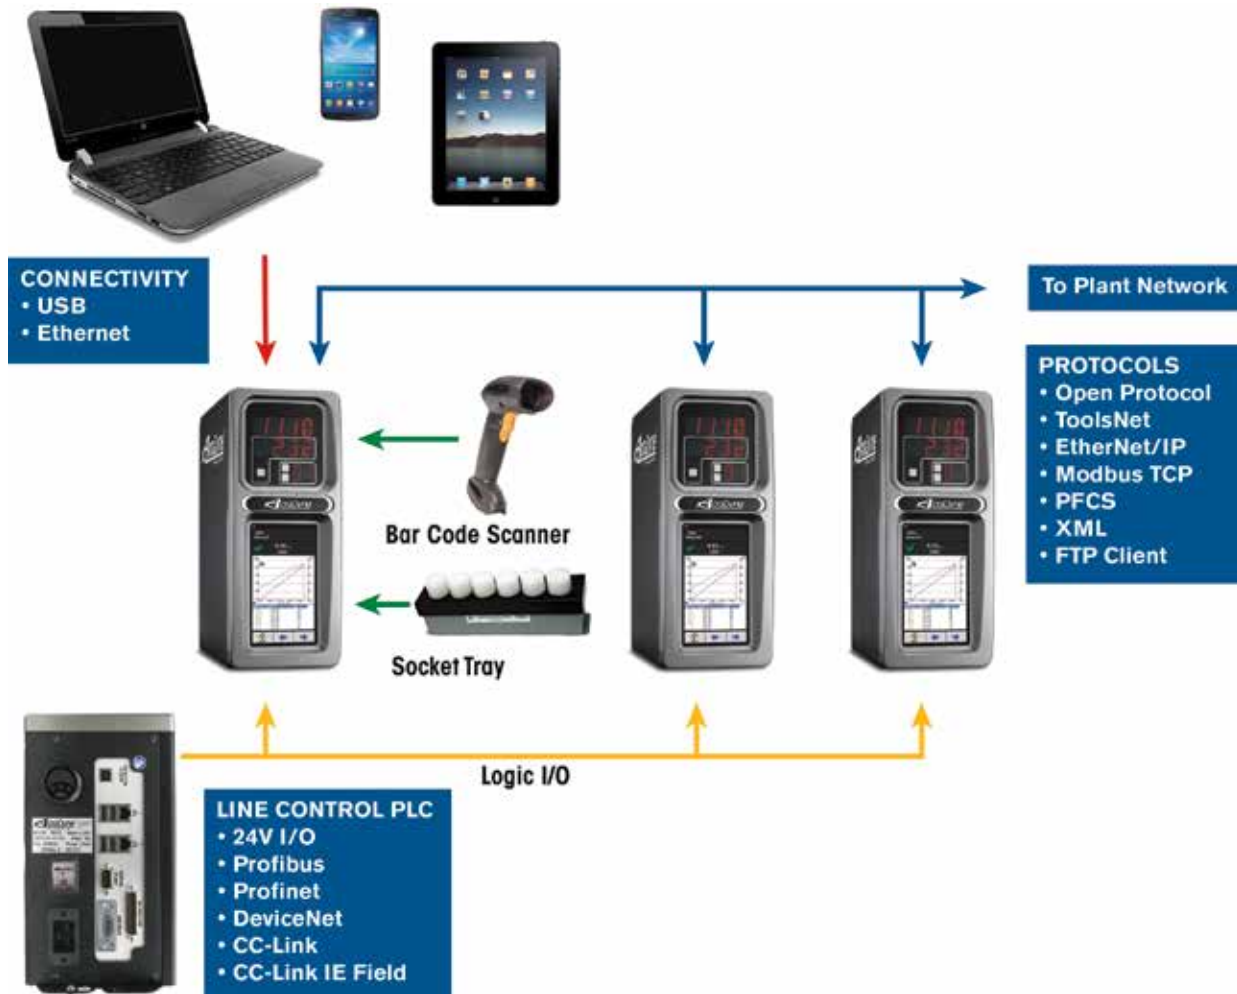 CONNECTIVITY
• USB
• Ethernet
To Plant Network
PROTOCOLS
• Open Protocol
• ToolsNet
• EtherNet/IP
• Modbus TCP
• PFCS
• XML
• FTP Client
Bar Code Scanner
Socket Tray
Logic I/O
LINE CONTROL PLC
• 24V I/O
• Profibus
• Profinet
• DeviceNet
• CC-Link
• CC-Link IE Field